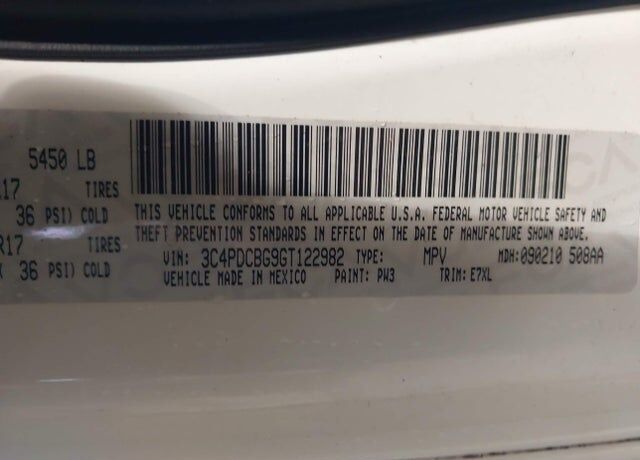 5450 LB
R17 TIRES
36 PSI) COLD
R17 TIRES
( 36 PSI) COLD
THIS VEHICLE CONFORMS TO ALL APPLICABLE U.S.A. FEDERAL MOTOR VEHICLE SAFETY AND
THEFT PREVENTION STANDARDS IN EFFECT ON THE DATE OF MANUFACTURE SHOWN ABOVE.
VIN: 3C4PDCBG9GT122982 TYPE: MPV MDH:090210 508AA
VEHICLE MADE IN MEXICO PAINT: PW3 TRIM: E7XL